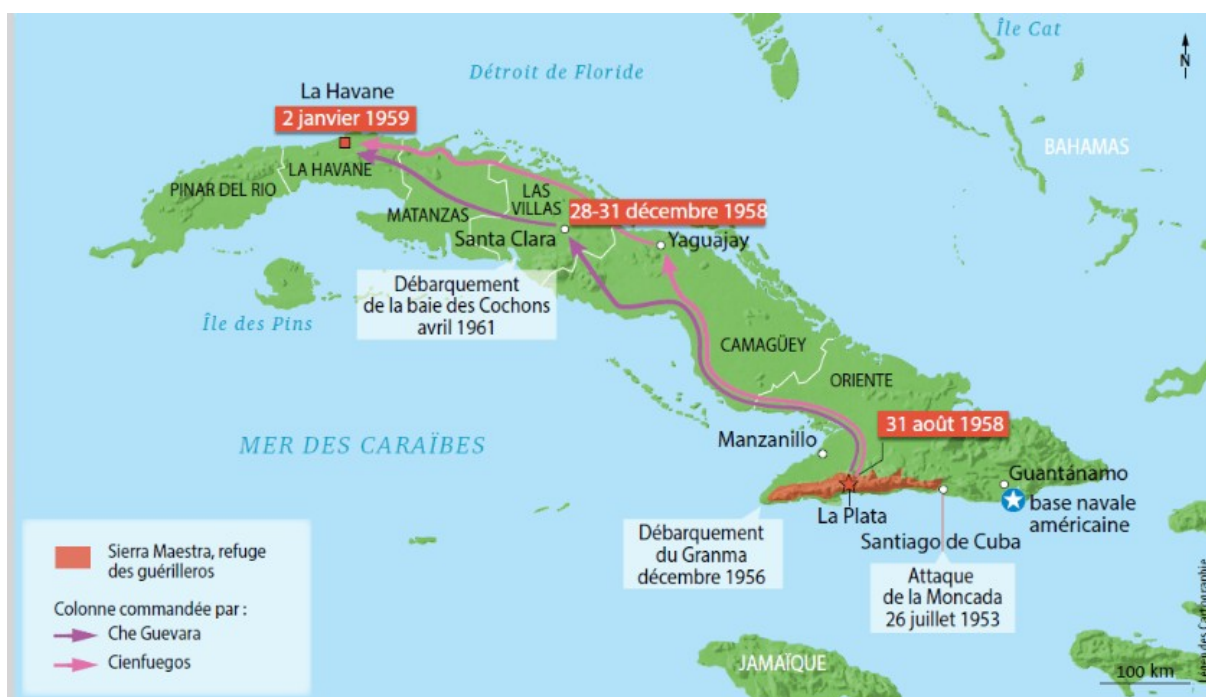 Île Cat
N
Détroit de Floride
La Havane
2 janvier 1959
BAHAMAS
PINAR DEL RIO
LA HAVANE
MATANZAS
LAS
VILLAS
28-31 décembre 1958
Santa Clara
Yaguajay
Débarquement
de la baie des Cochons
avril 1961
Île des Pins
CAMAGÜEY
ORIENTE
MER DES CARAÏBES
31 août 1958
Manzanillo
Guantánamo
base navale
américaine
La Plata
Santiago de Cuba
Débarquement
du Granma
décembre 1956
Attaque
de la Moncada
26 juillet 1953
Sierra Maestra, refuge
des guérilleros
Colonne commandée par :
Che Guevara
Cienfuegos
JAMAÏQUE
100 km
Légendes Cartographie